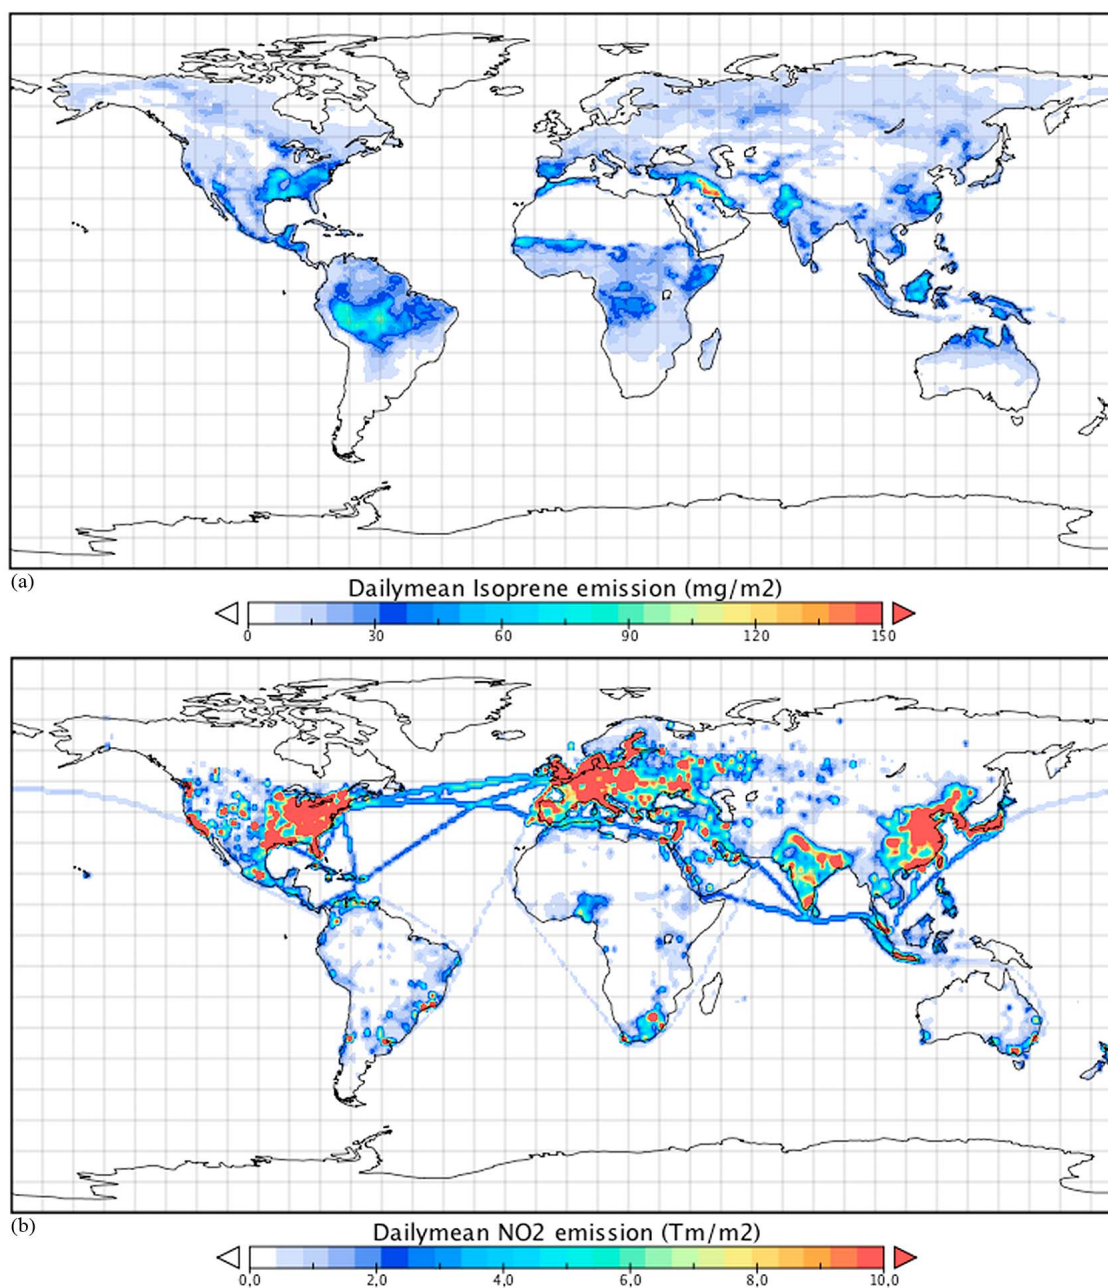 (a)
Dailymean Isoprene emission (mg/m2)
0 30 60 90 120 150
(b)
Dailymean NO2 emission (Tm/m2)
0,0 2,0 4,0 6,0 8,0 10,0